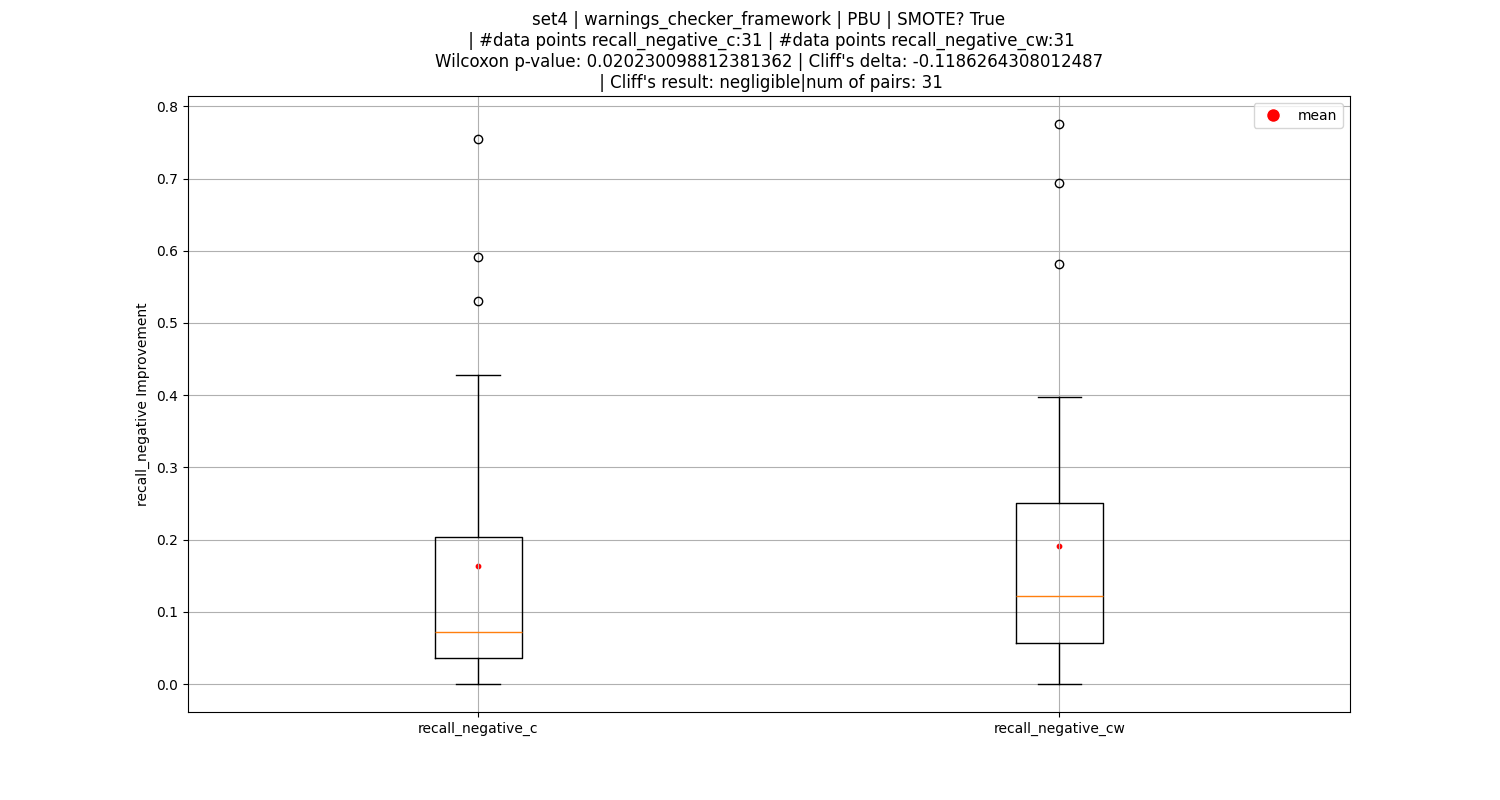 set4 | warnings_checker_framework | PBU | SMOTE? True
| #data points recall_negative_c:31 | #data points recall_negative_cw:31
Wilcoxon p-value: 0.020230098812381362 | Cliff's delta: -0.1186264308012487
| Cliff's result: negligible|num of pairs: 31
mean
0.8
0.7
0.6
0.5
0.4
0.3
0.2
0.1
0.0
recall_negative Improvement
recall_negative_c
recall_negative_cw